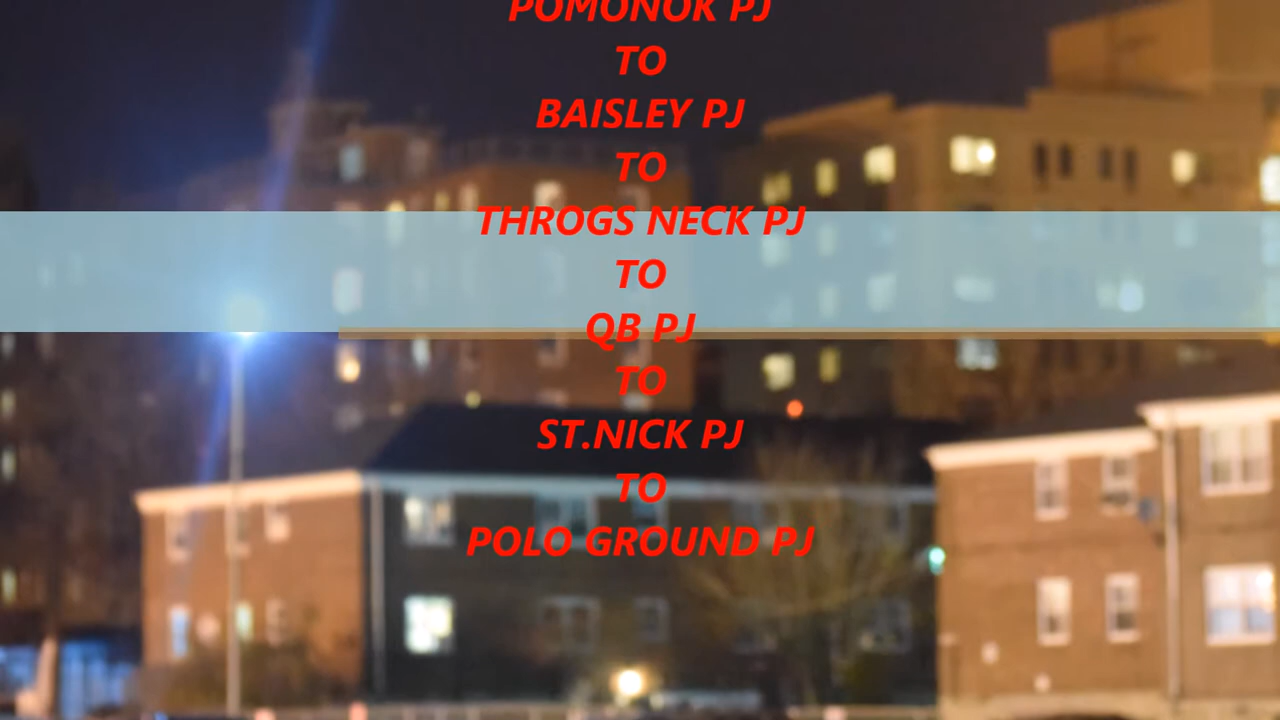 POMONOK PJ
TO
BAISLEY PJ
TO
THROGS NECK PJ
TO
QB PJ
TO
ST.NICK PJ
TO
POLO GROUND PJ